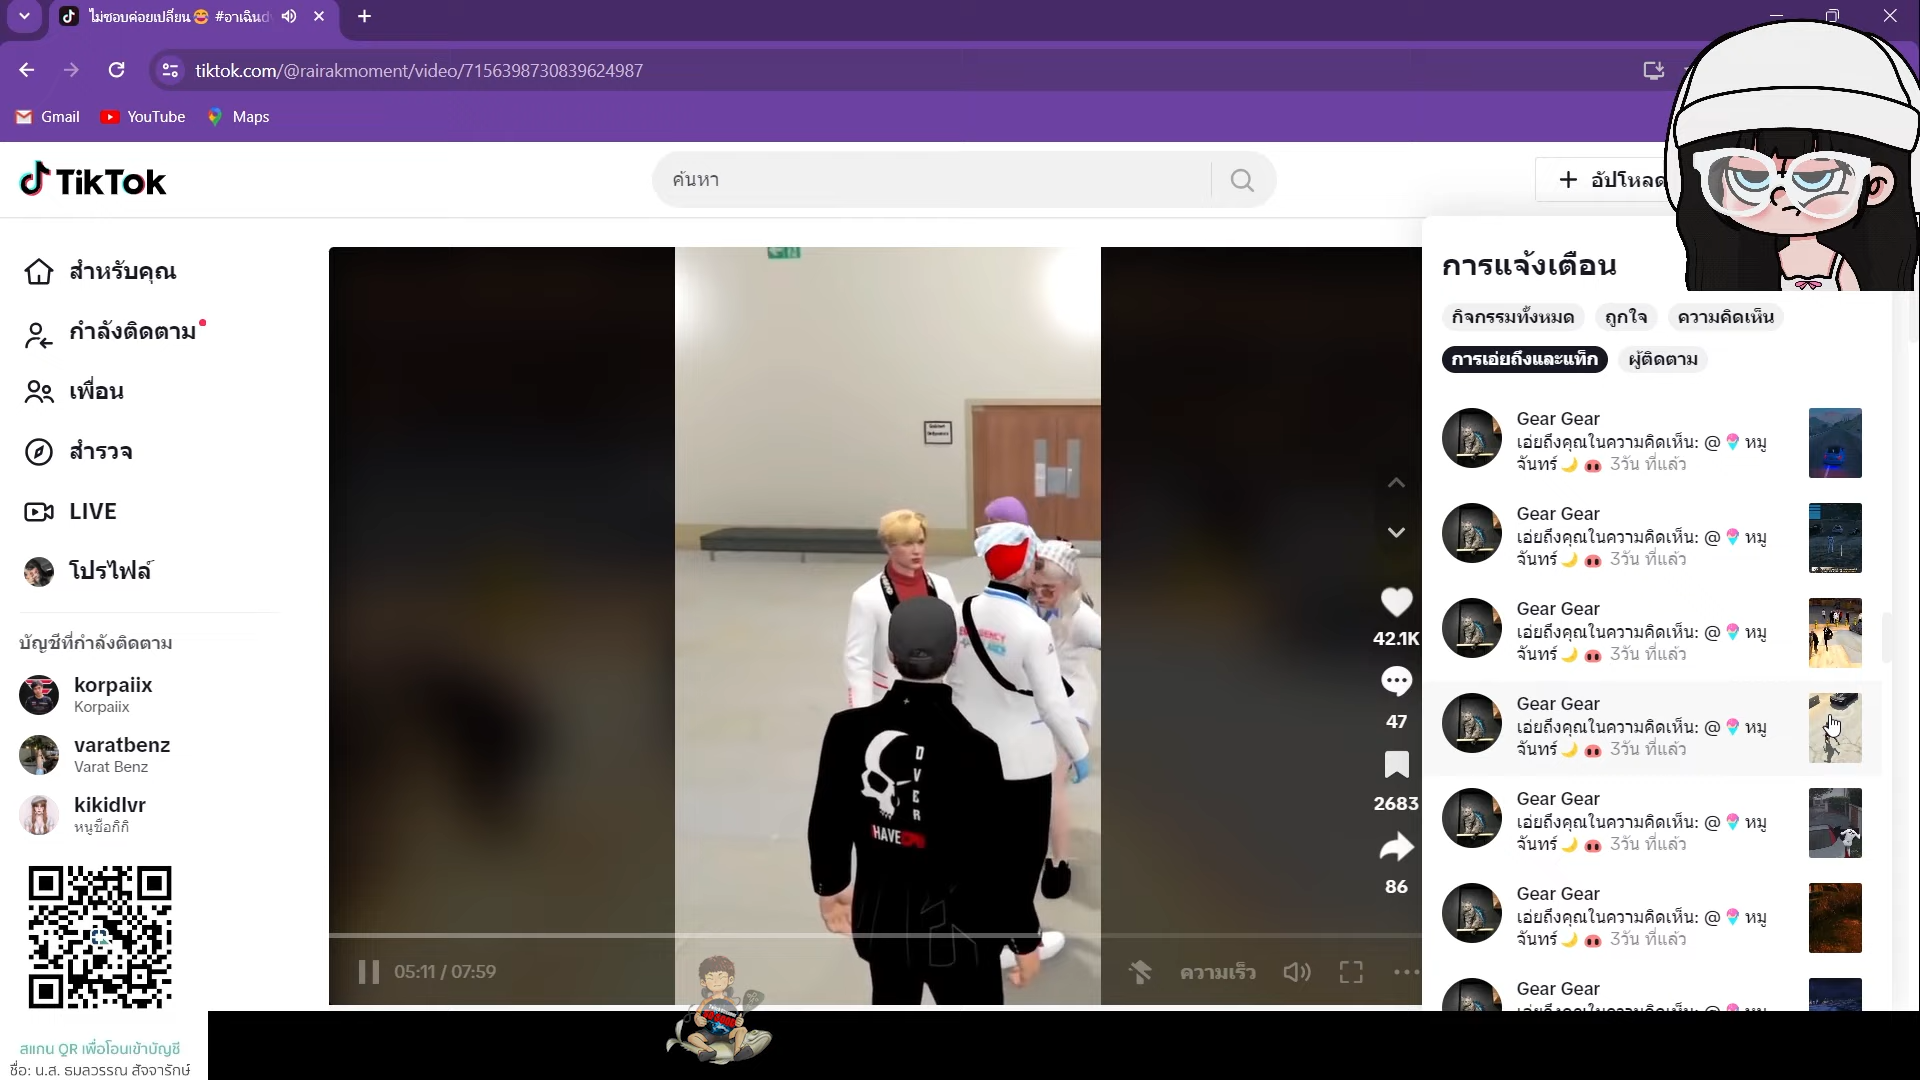 ไม่ชอบค่อยเปลี่ยน😂 #อาเฉินd
tiktok.com/@rairakmoment/video/7156398730839624987
Gmail
YouTube
Maps
TikTok
ค้นหา
อัปโหลด
สำหรับคุณ
กำลังติดตาม
เพื่อน
สำรวจ
LIVE
โปรไฟล์
บัญชีที่กำลังติดตาม
korpaiix
Korpaiix
varatbenz
Varat Benz
kikidlvr
หนูชื่อกิกิ
สแกน QR เพื่อโอนเข้าบัญชี
ชื่อ: น.ส. ธมลวรรณ สัจจารักษ์
OVER
HAVE
05:11 / 07:59
ความเร็ว
42.1K
47
2683
86
การแจ้งเตือน
กิจกรรมทั้งหมด
ถูกใจ
ความคิดเห็น
การเอ่ยถึงและแท็ก
ผู้ติดตาม
Gear Gear
เอ่ยถึงคุณในความคิดเห็น: @🍧 หมู
จันทร์🌙🐽 3วัน ที่แล้ว
Gear Gear
เอ่ยถึงคุณในความคิดเห็น: @🍧 หมู
จันทร์🌙🐽 3วัน ที่แล้ว
Gear Gear
เอ่ยถึงคุณในความคิดเห็น: @🍧 หมู
จันทร์🌙🐽 3วัน ที่แล้ว
Gear Gear
เอ่ยถึงคุณในความคิดเห็น: @🍧 หมู
จันทร์🌙🐽 3วัน ที่แล้ว
Gear Gear
เอ่ยถึงคุณในความคิดเห็น: @🍧 หมู
จันทร์🌙🐽 3วัน ที่แล้ว
Gear Gear
เอ่ยถึงคุณในความคิดเห็น: @🍧 หมู
จันทร์🌙🐽 3วัน ที่แล้ว
Gear Gear
เอ่ยถึงคุณในความคิดเห็น: @🍧 หมู